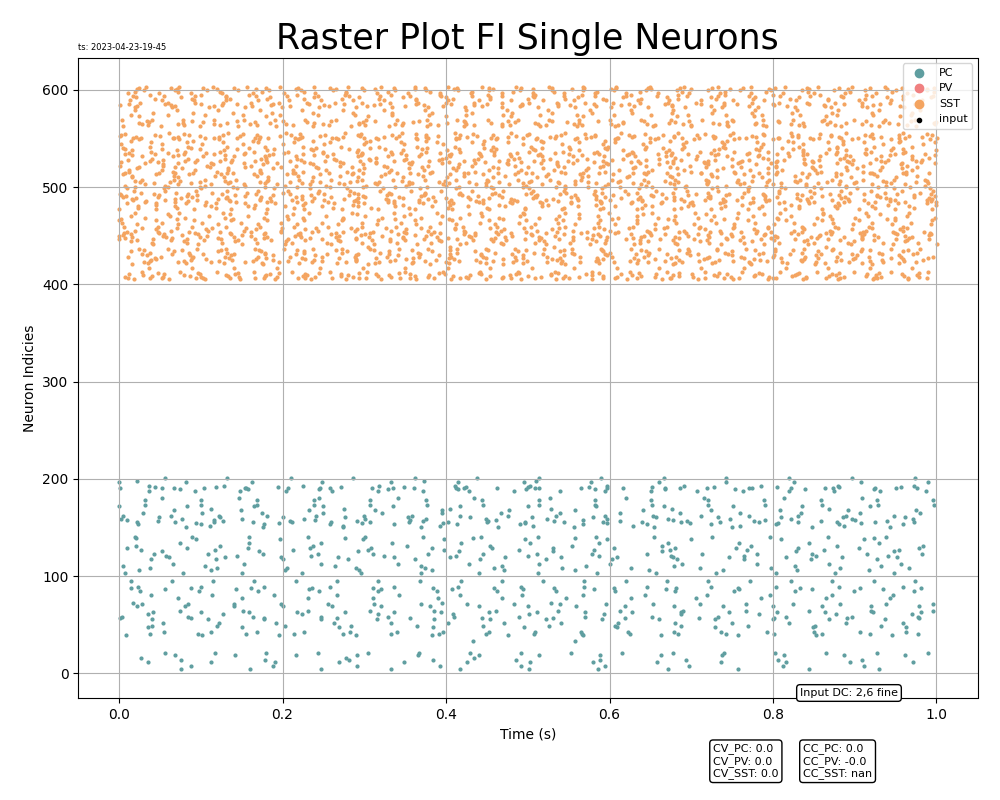 Raster Plot FI Single Neurons
ts: 2023-04-23-19-45
PC
PV
SST
input
600
500
400
300
200
100
0
Neuron Indicies
0.0 0.2 0.4 0.6 0.8 1.0
Time (s)
Input DC: 2,6 fine
CV_PC: 0.0
CV_PV: 0.0
CV_SST: 0.0
CC_PC: 0.0
CC_PV: -0.0
CC_SST: nan